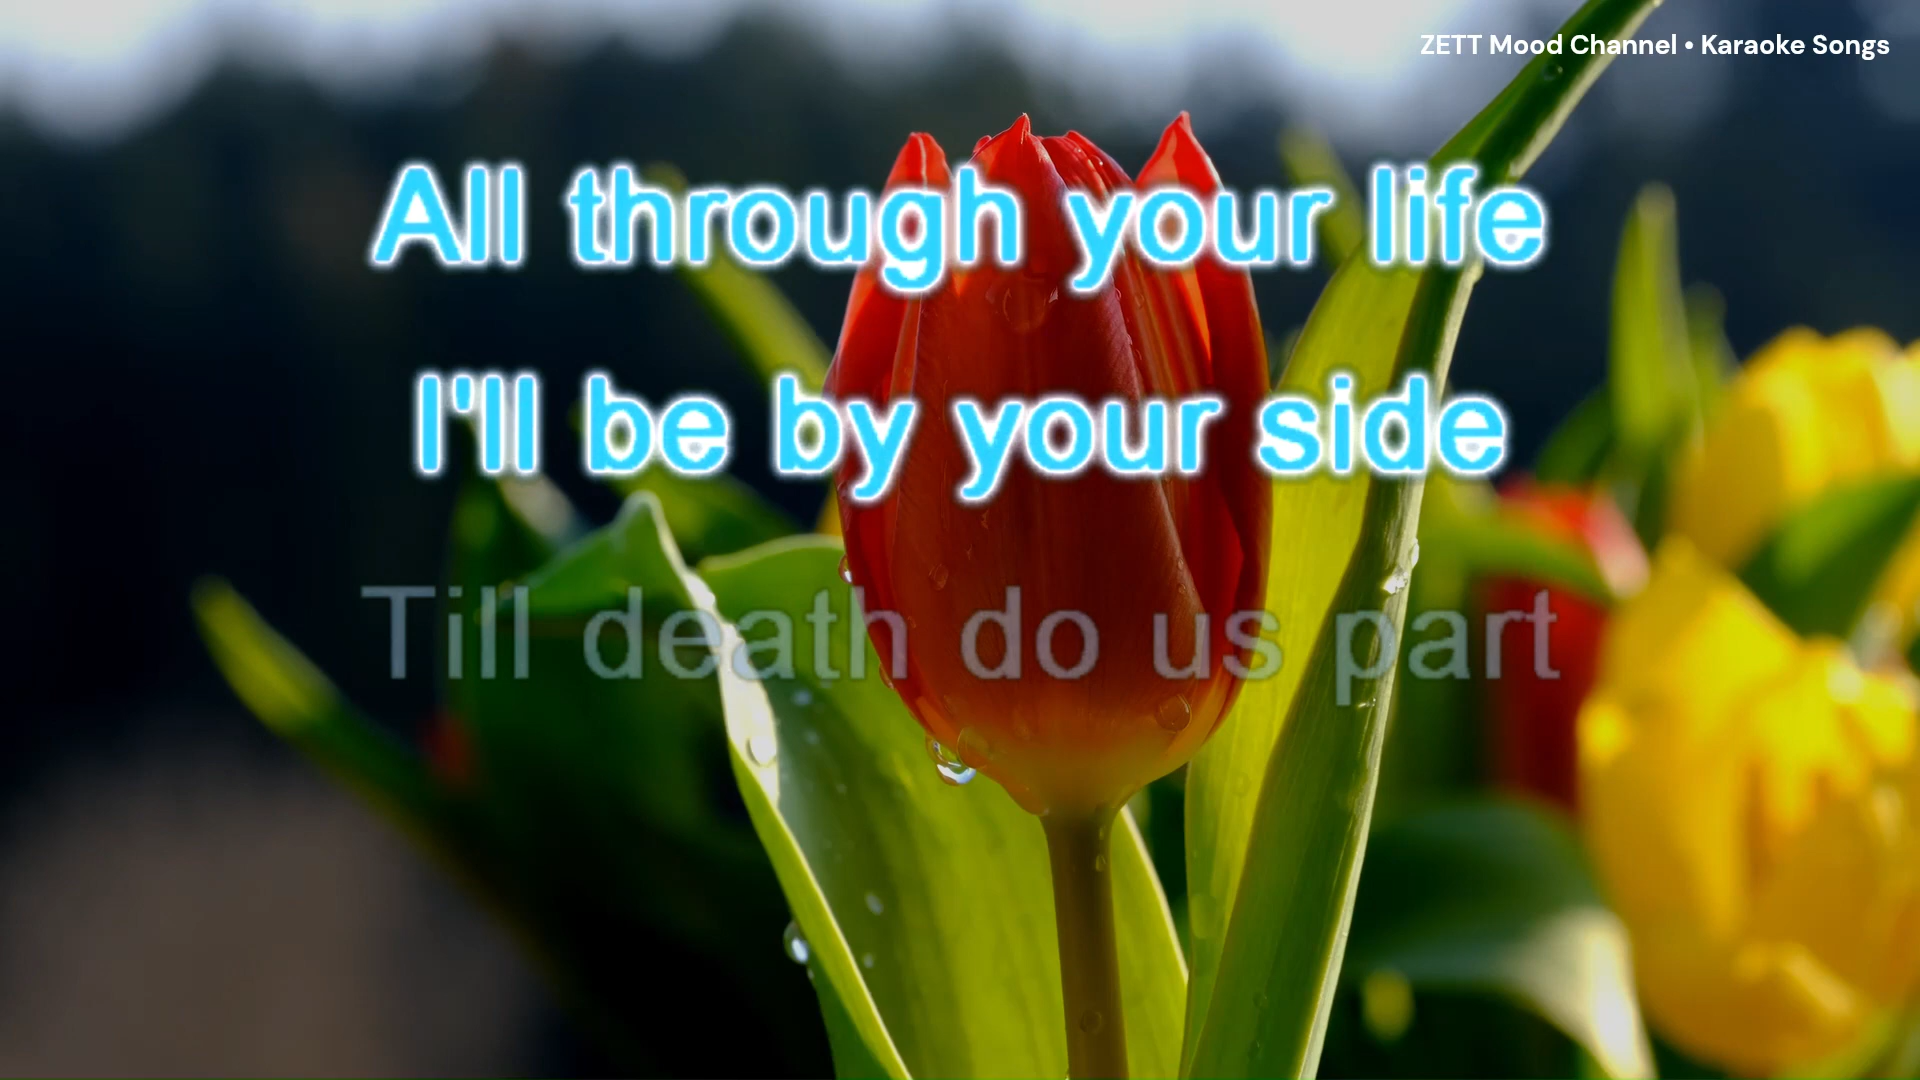 ZETT Mood Channel • Karaoke Songs
All through your life
I'll be by your side
Till death do us part